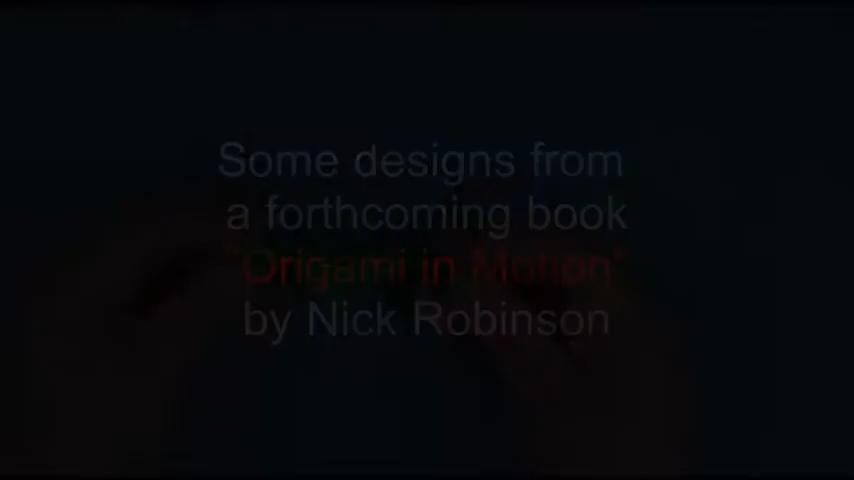 Some designs from
a forthcoming book
"Origami in Motion"
by Nick Robinson